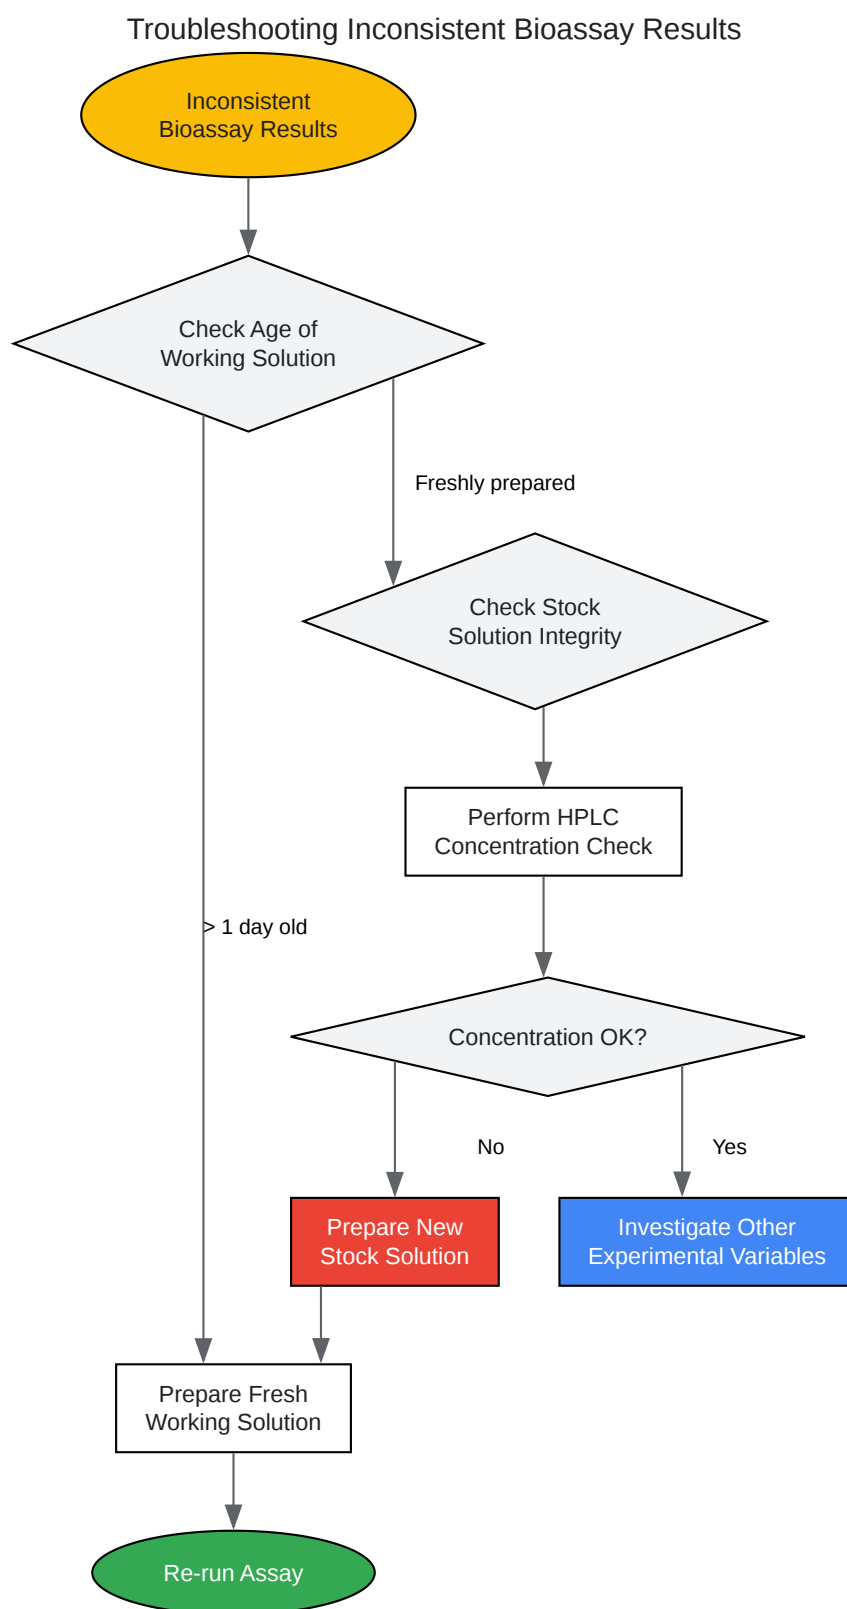 Troubleshooting Inconsistent Bioassay Results
Inconsistent
Bioassay Results
Check Age of
Working Solution
Freshly prepared
Check Stock
Solution Integrity
Perform HPLC
Concentration Check
> 1 day old
Concentration OK?
No
Yes
Prepare New
Stock Solution
Investigate Other
Experimental Variables
Prepare Fresh
Working Solution
Re-run Assay